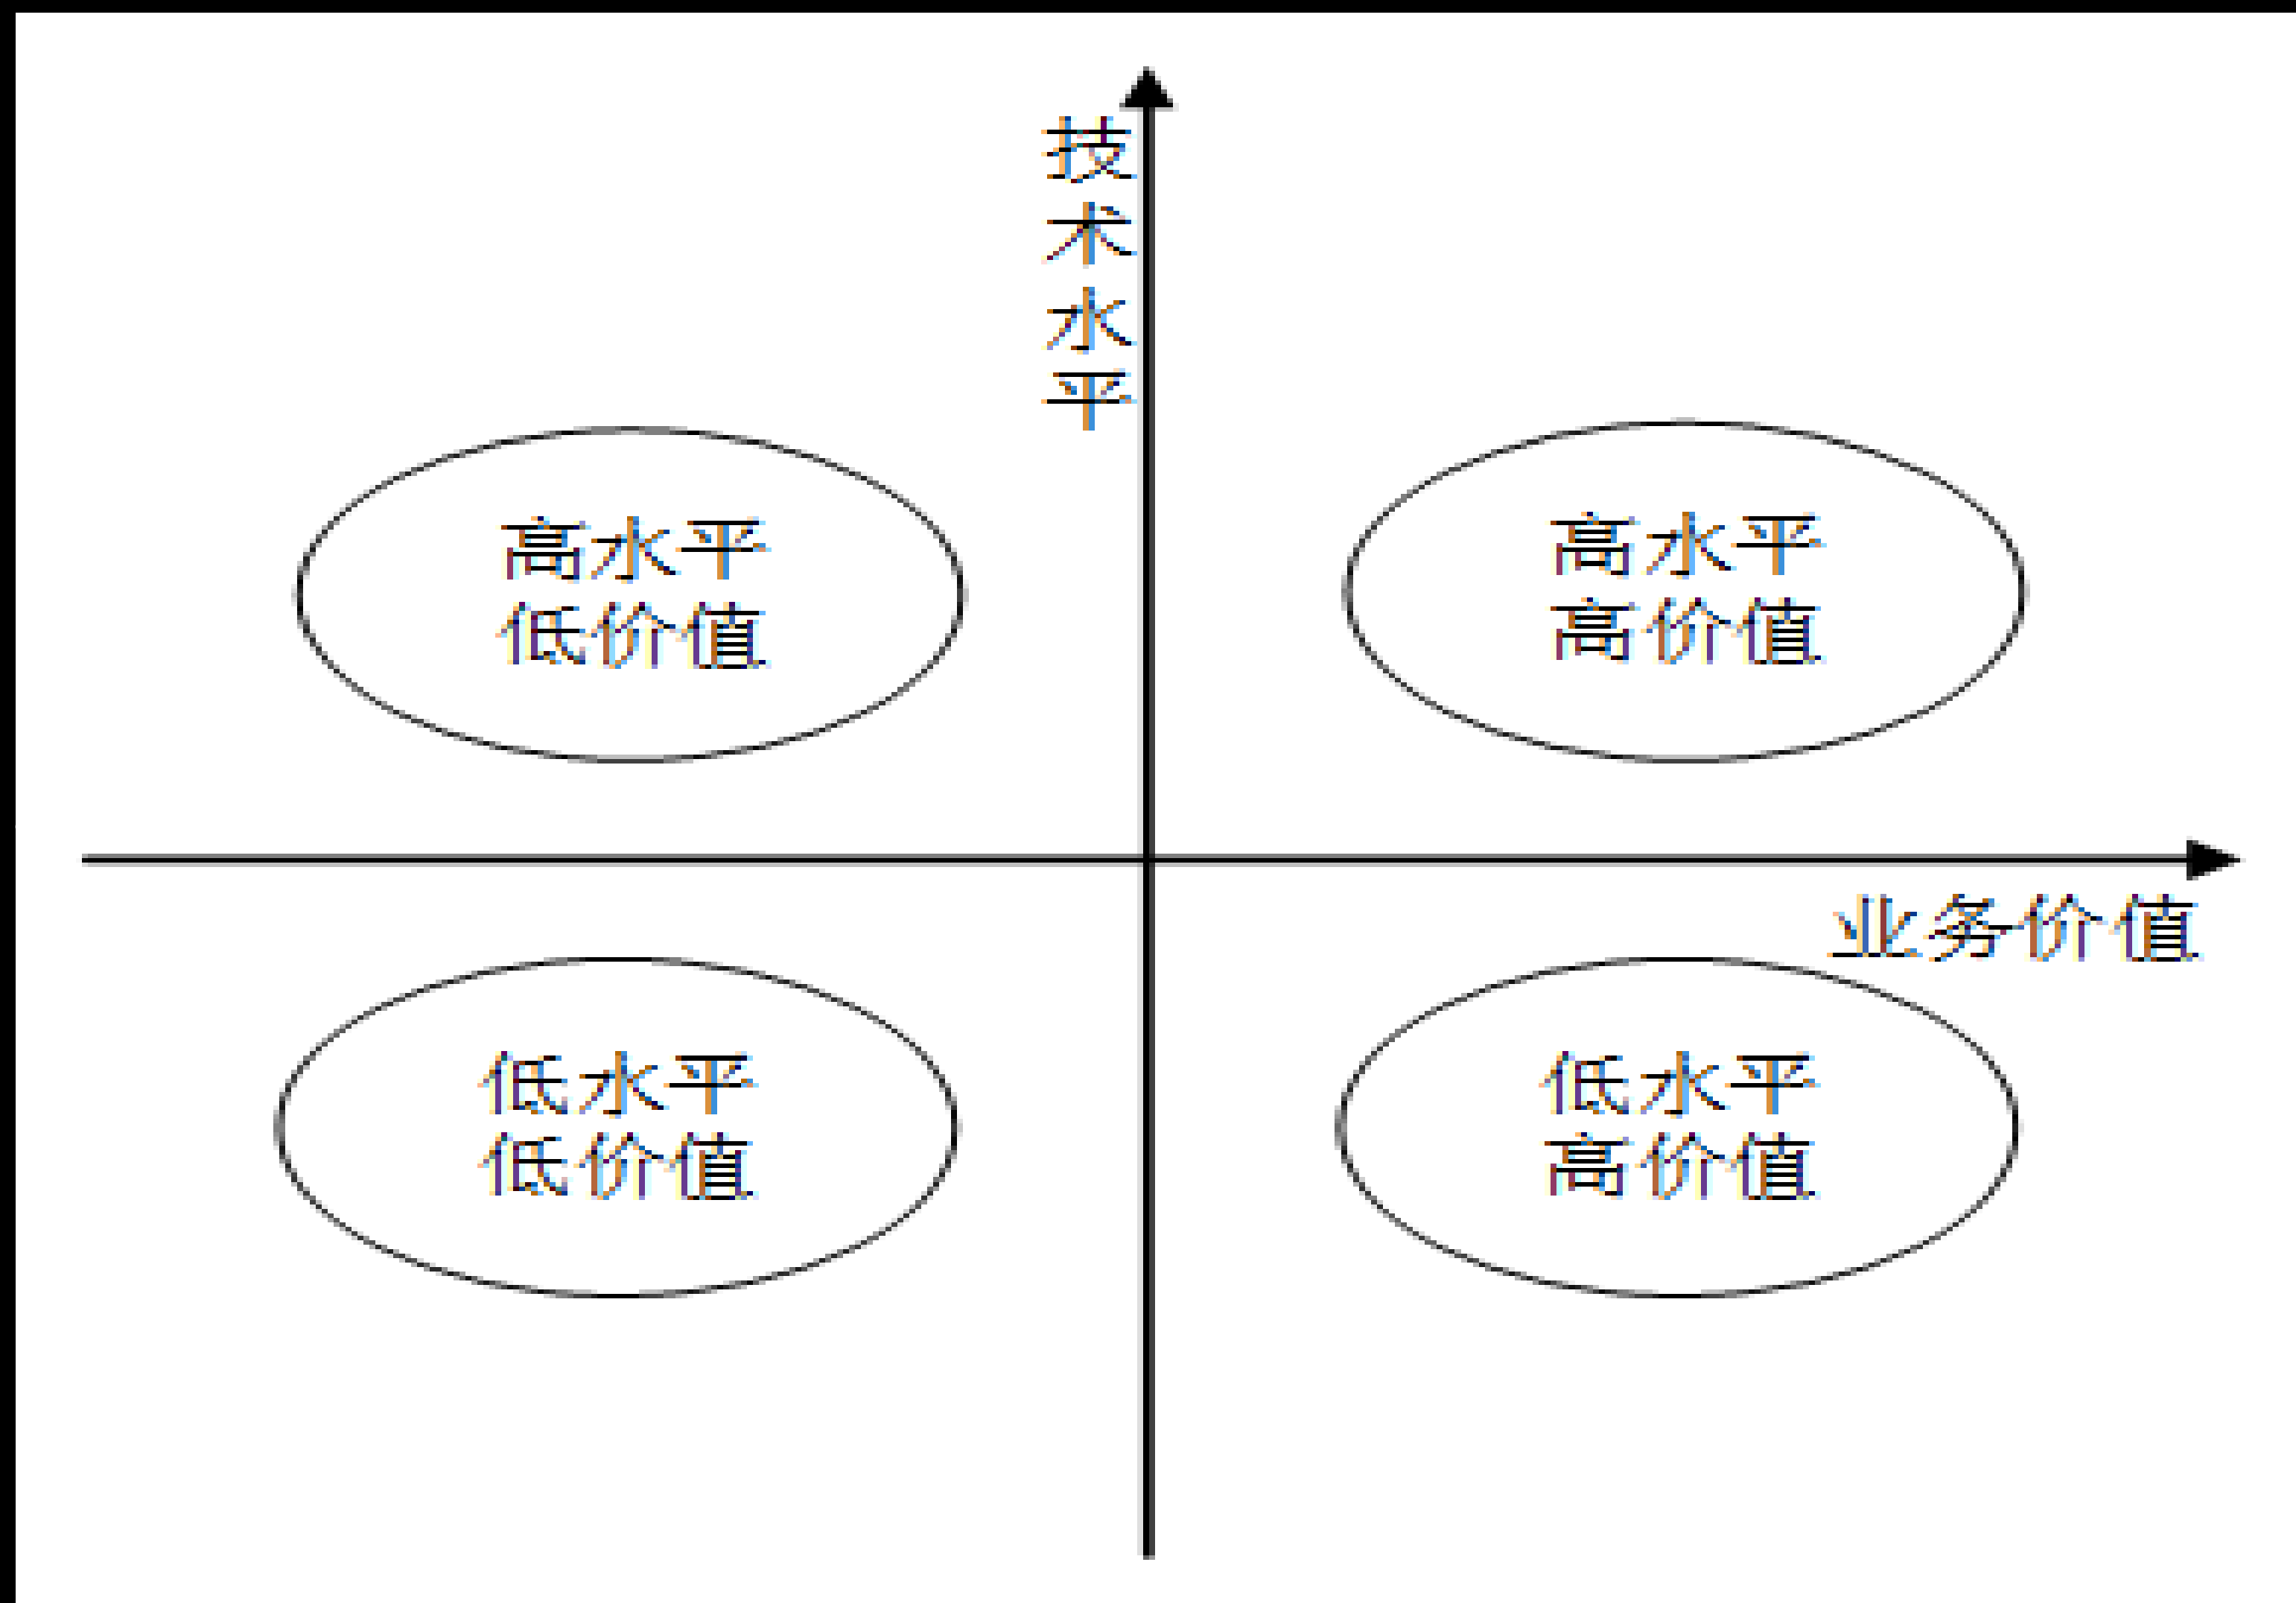 技术水平
高水平
低价值
高水平
高价值
业务价值
低水平
低价值
低水平
高价值